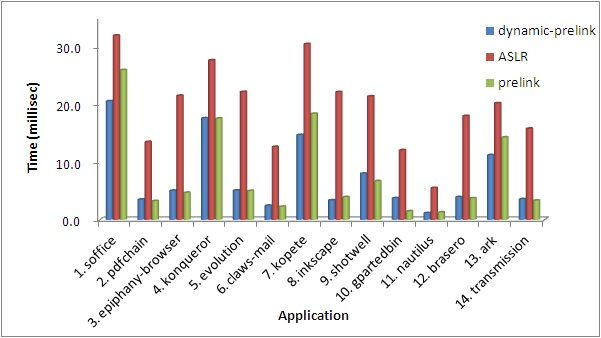 dynamic-prelink
ASLR
prelink
Time (millisec)
30.0
20.0
10.0
0.0
1. soffice
2. pdfchain
3. epiphany-browser
4. konqueror
5. evolution
6. claws-mail
7. kopete
8. inkscape
9. shotwell
10. gpartedbin
11. nautilus
12. brasero
13. ark
14. transmission
Application